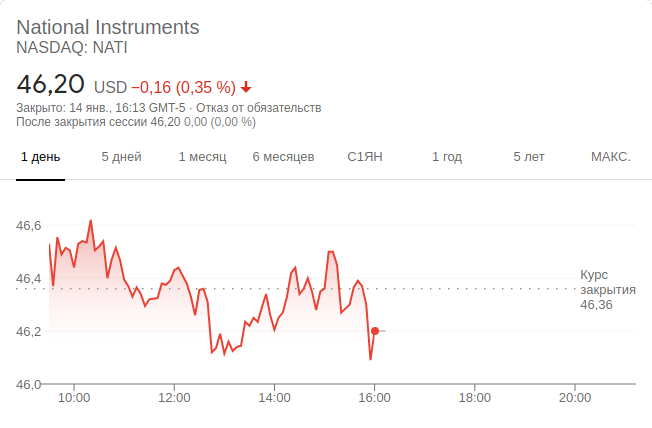 National Instruments
NASDAQ: NATI
46,20 USD −0,16 (0,35 %)
Закрыто: 14 янв., 16:13 GMT-5 · Отказ от обязательств
После закрытия сессии 46,20 0,00 (0,00 %)
1 день 5 дней 1 месяц 6 месяцев С1ЯН 1 год 5 лет МАКС.
46,6
46,4
Курс
закрытия
46,36
46,2
46,0
10:00 12:00 14:00 16:00 18:00 20:00